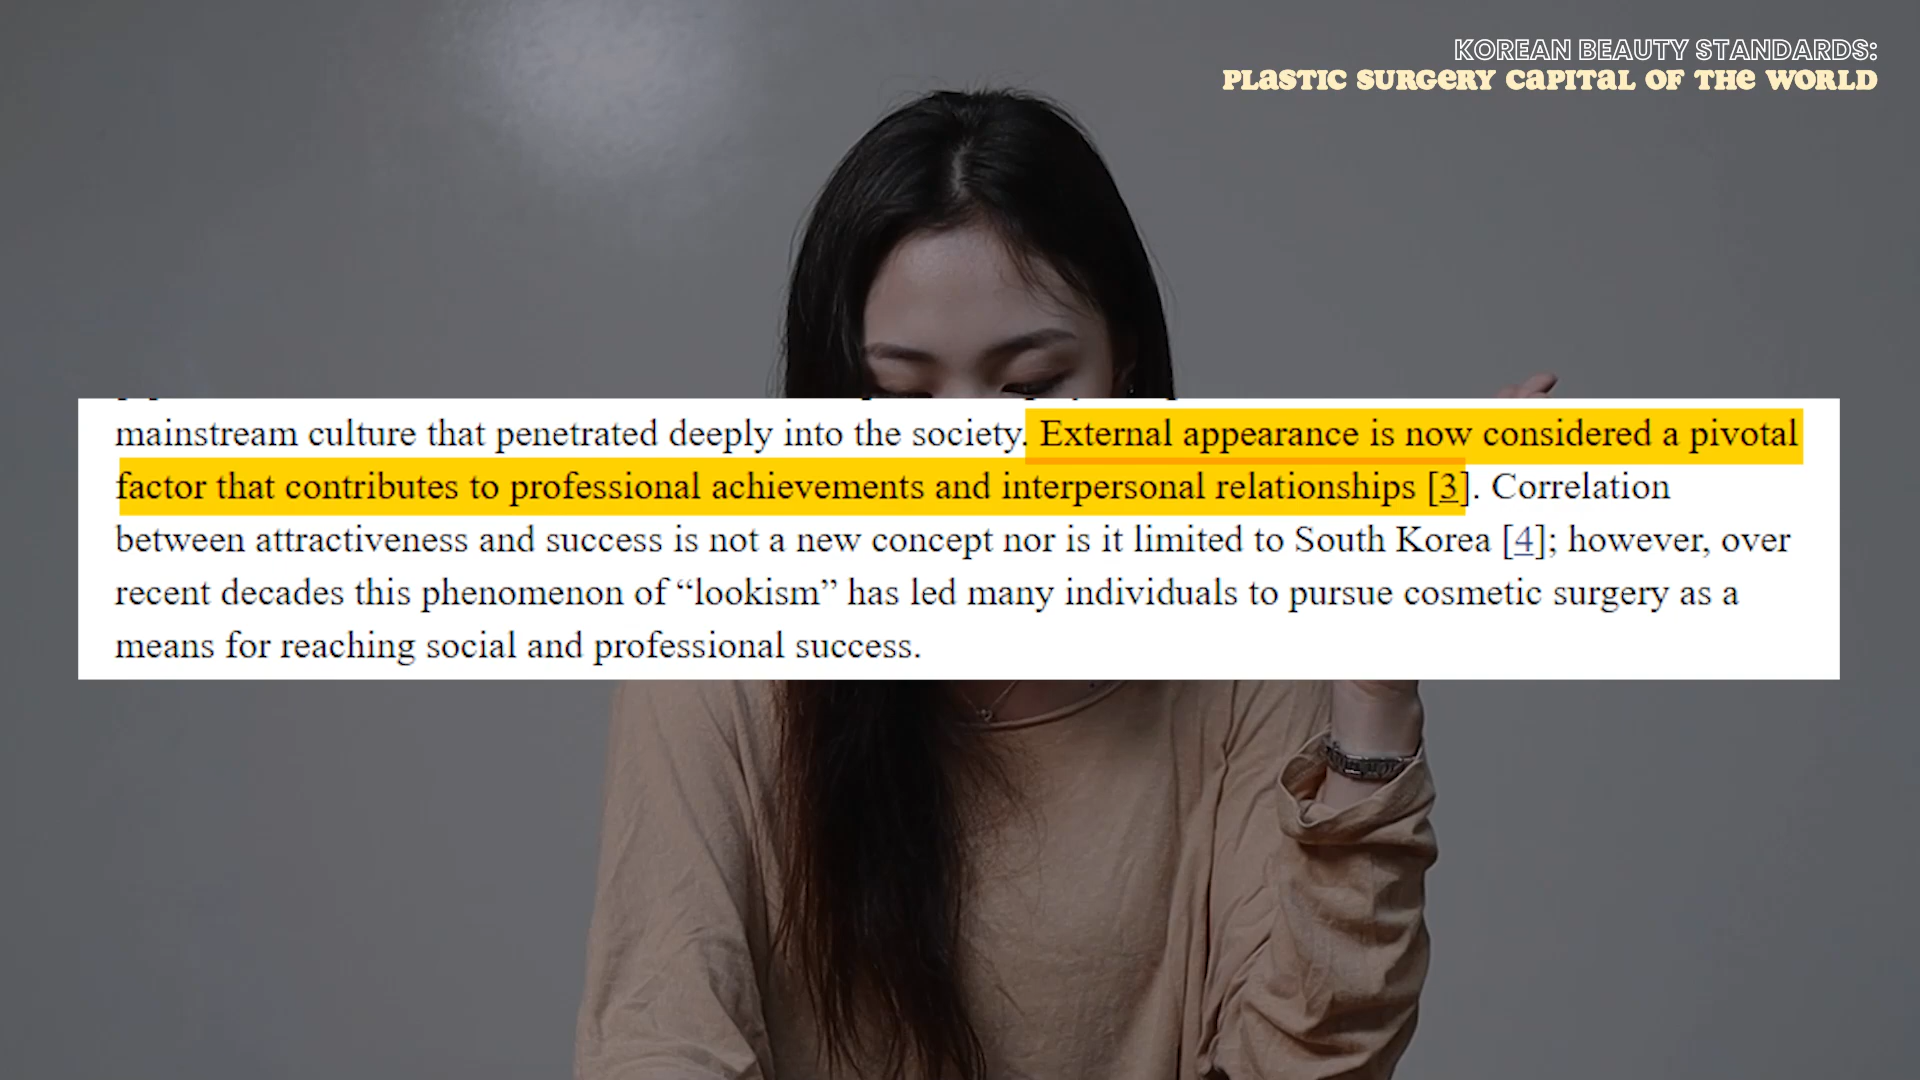 KOREAN BEAUTY STANDARDS:
PLASTIC SURGERY CAPITAL OF THE WORLD
mainstream culture that penetrated deeply into the society. External appearance is now considered a pivotal
factor that contributes to professional achievements and interpersonal relationships [3]. Correlation
between attractiveness and success is not a new concept nor is it limited to South Korea [4]; however, over
recent decades this phenomenon of “lookism” has led many individuals to pursue cosmetic surgery as a
means for reaching social and professional success.